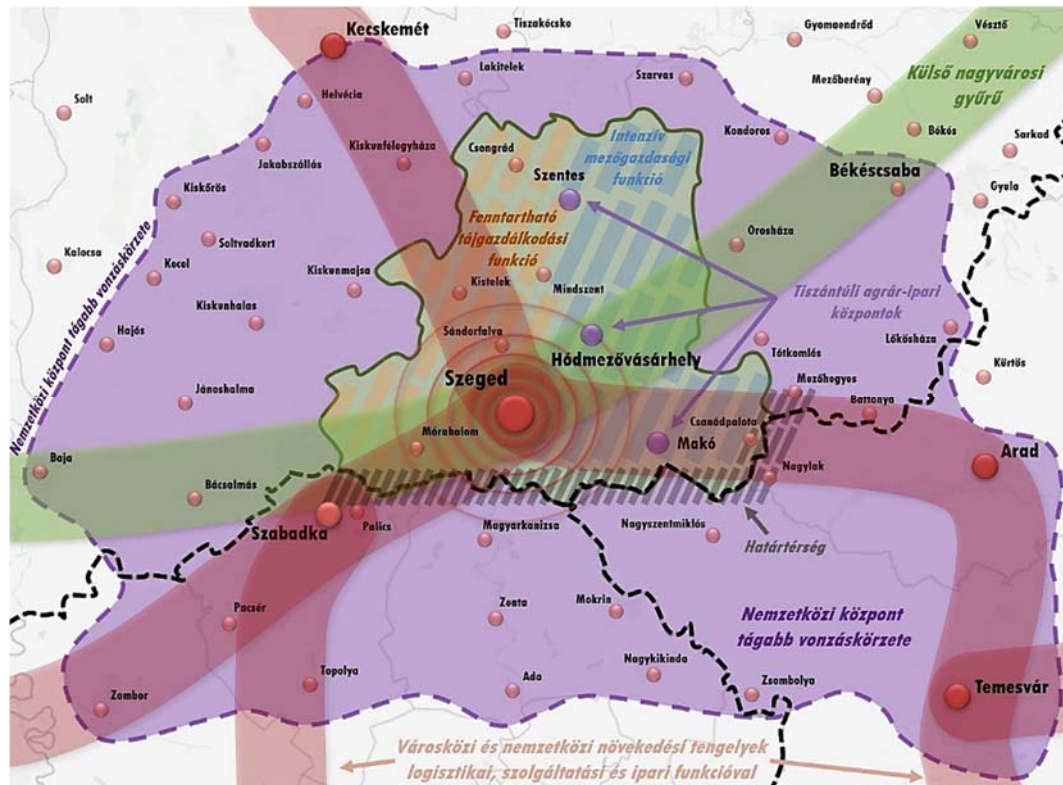 Kecskemét
Tiszakécske
Gyomaendrőd
Vésztő
Külső nagyvárosi
gyűrű
Solt
Helvécia
Lakitelek
Szarvas
Mezőberény
Békés
Sarkad
Jakabszállás
Kiskunfélegyháza
Csongrád
Intenzív
mezőgazdasági
funkció
Kondoros
Szentes
Békéscsaba
Gyula
Kiskőrös
Fenntartható
tájgazdálkodási
funkció
Nemzetközi központ tágabb vonzáskörzete
Kalocsa
Soltvadkert
Kecel
Orosháza
Kiskunmajsa
Kistelek
Mindszent
Tiszántúli agrár-ipari
központok
Kiskunhalas
Hajós
Sándorfalva
Hódmezővásárhely
Tótkomlós
Lőkösháza
Kürtös
Szeged
Mezőhegyes
Jánoshalma
Battonya
Mórahalom
Makó
Csanádpalota
Baja
Bácsalmás
Nagylak
Arad
Szabadka
Palics
Magyarkanizsa
Nagyszentmiklós
Határtérség
Pacsér
Zenta
Mokrin
Nemzetközi központ
tágabb vonzáskörzete
Zombor
Topolya
Ada
Nagykikinda
Zsombolya
Temesvár
Városközi és nemzetközi növekedési tengelyek
logisztikai, szolgáltatási és ipari funkcióval